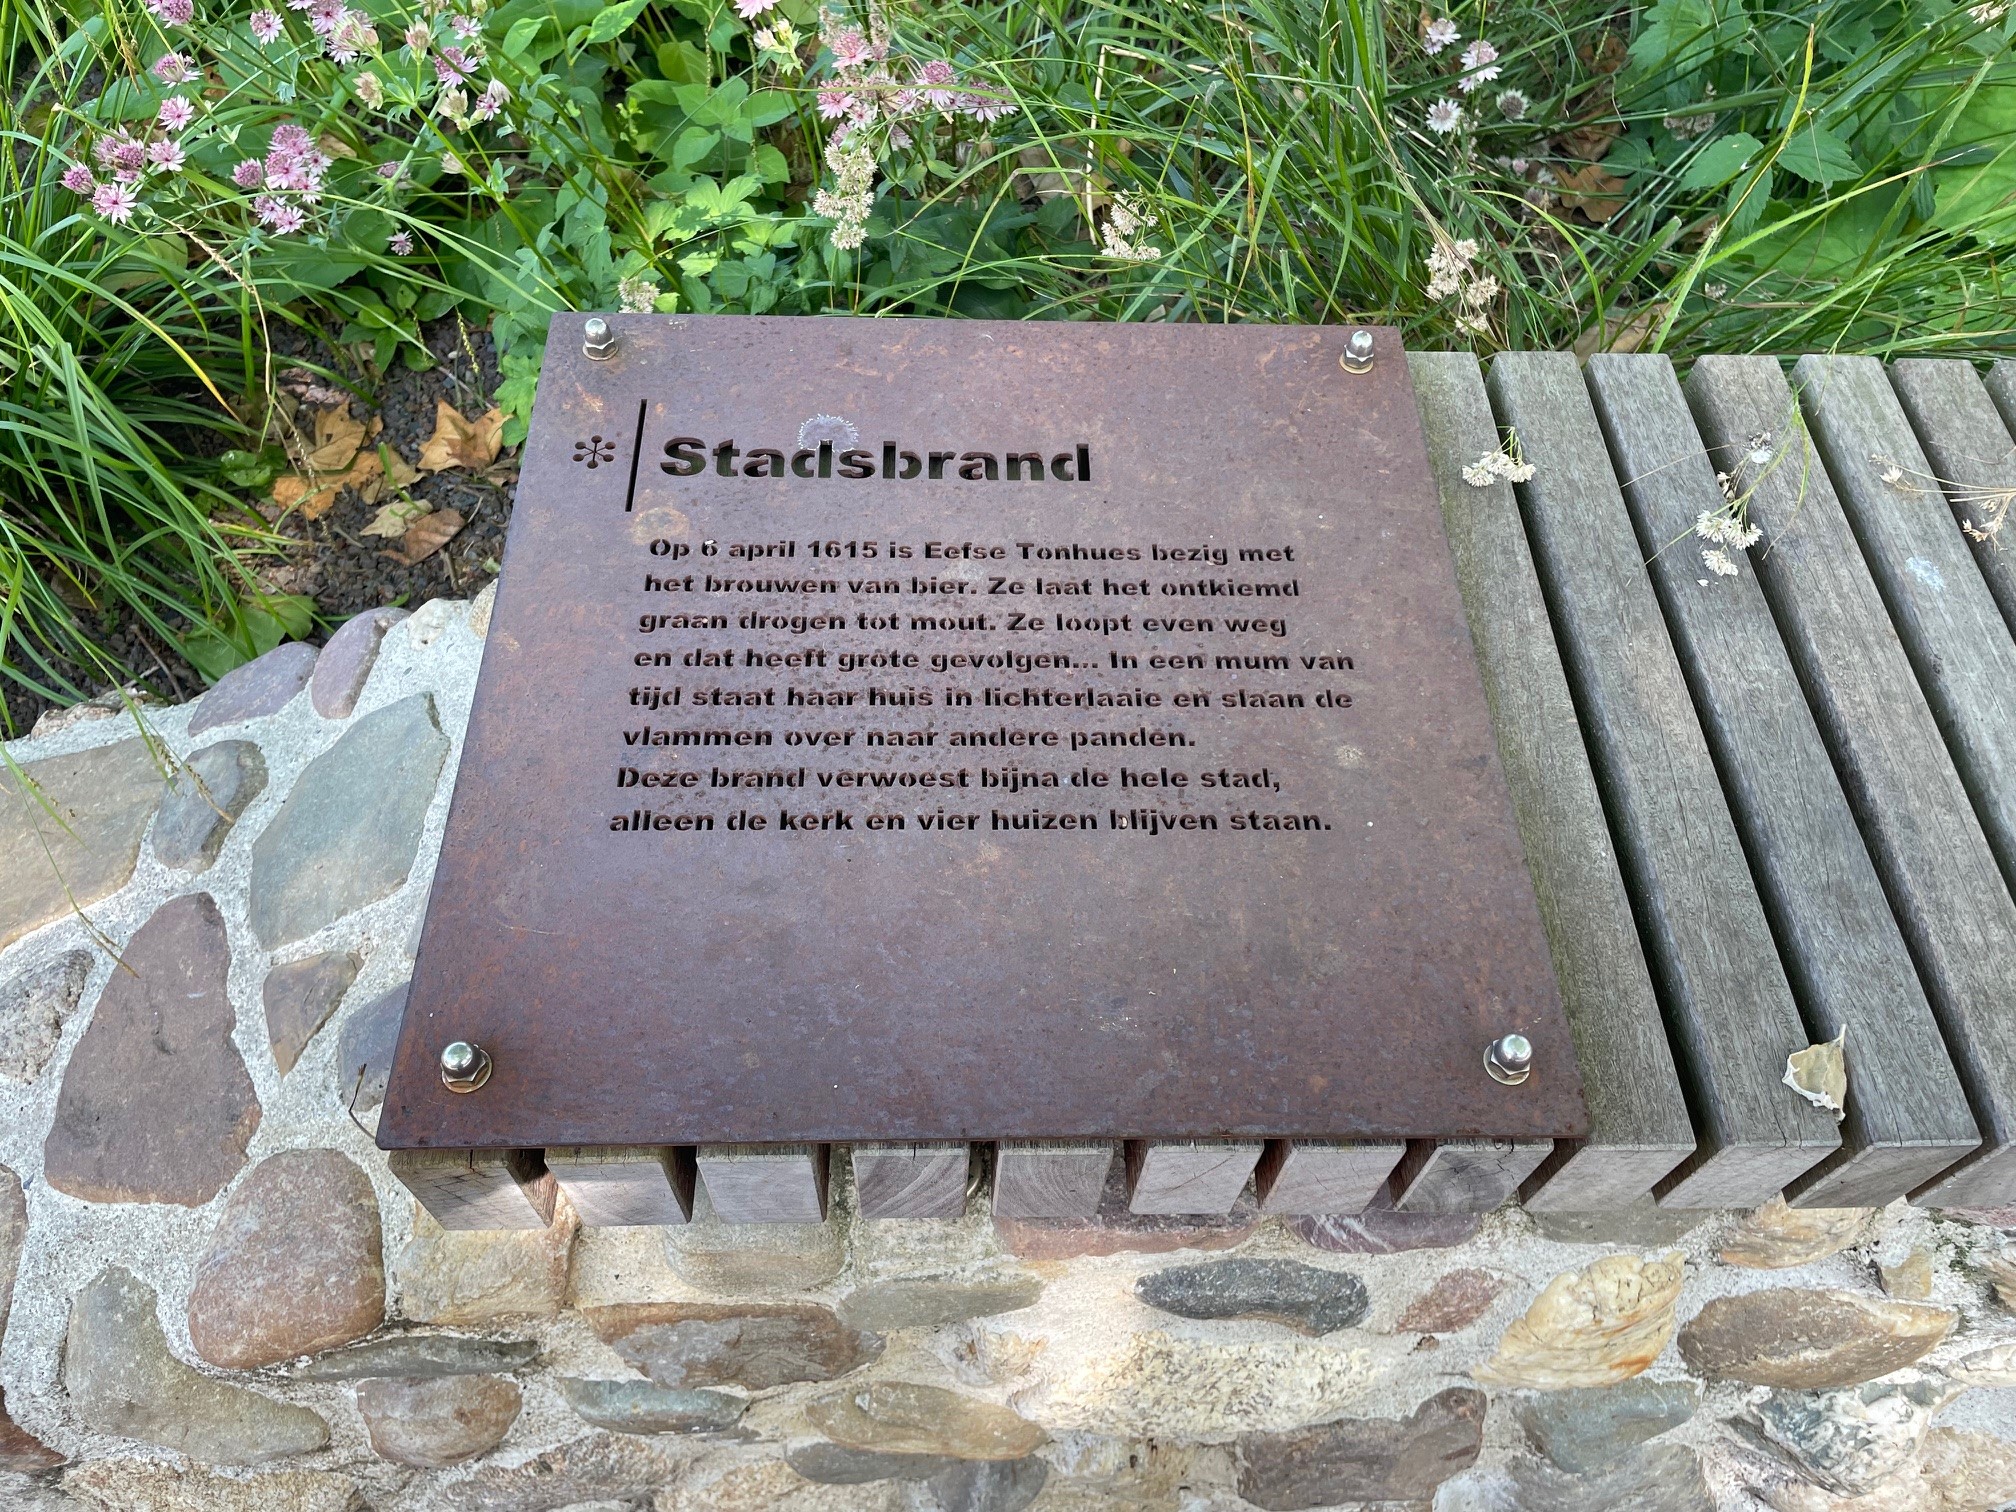 Stadsbrand
Op 6 april 1615 is Eefse Tonhues bezig met
het brouwen van bier. Ze laat het ontkiemd
graan drogen tot mout. Ze loopt even weg
en dat heeft grote gevolgen... In een mum van
tijd staat haar huis in lichterlaaie en slaan de
vlammen over naar andere panden.
Deze brand verwoest bijna de hele stad,
alleen de kerk en vier huizen blijven staan.